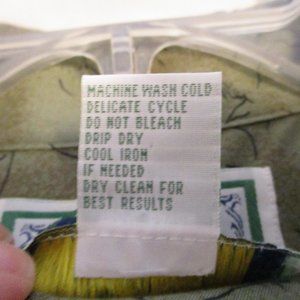 MACHINE WASH COLD
DELICATE CYCLE
DO NOT BLEACH
DRIP DRY
COOL IRON
IF NEEDED
DRY CLEAN FOR
BEST RESULTS